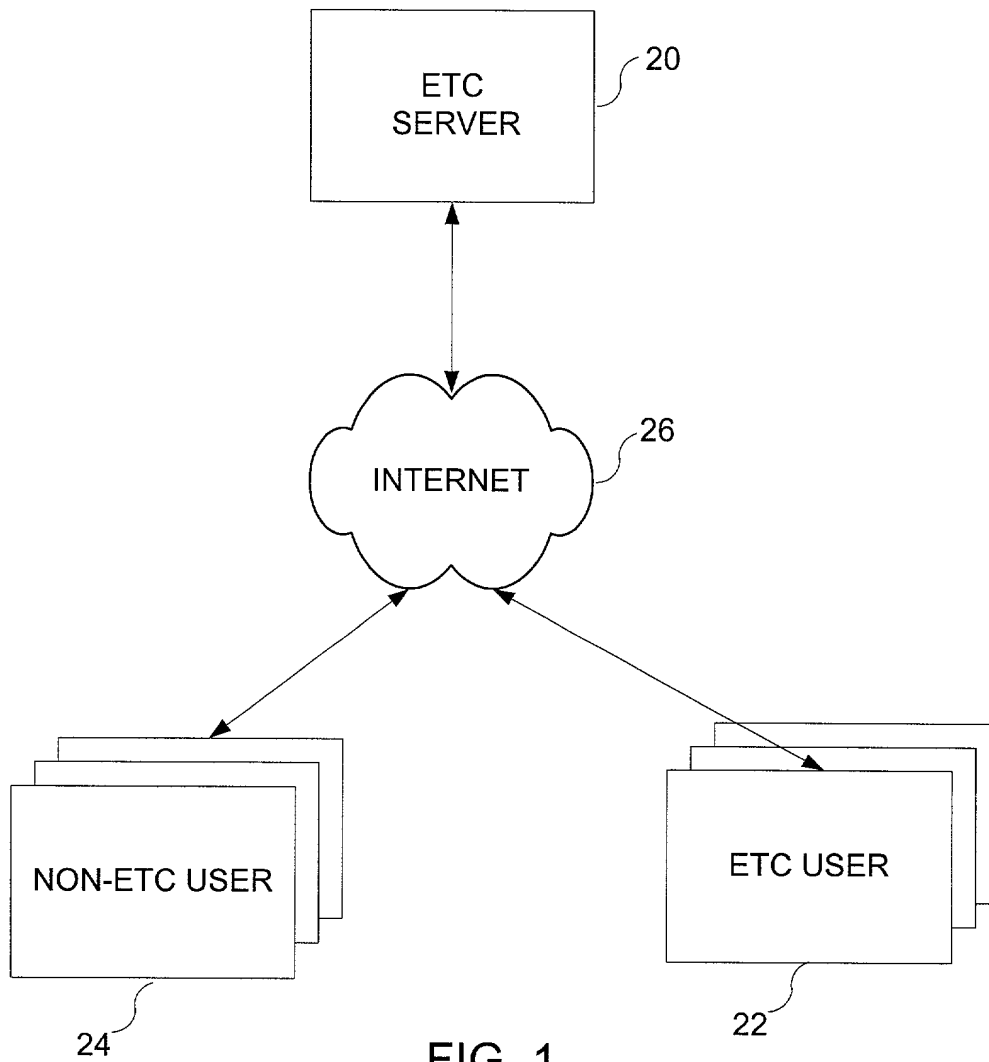 ETC
SERVER
20
INTERNET
26
NON-ETC USER
ETC USER
24
22
FIG. 1